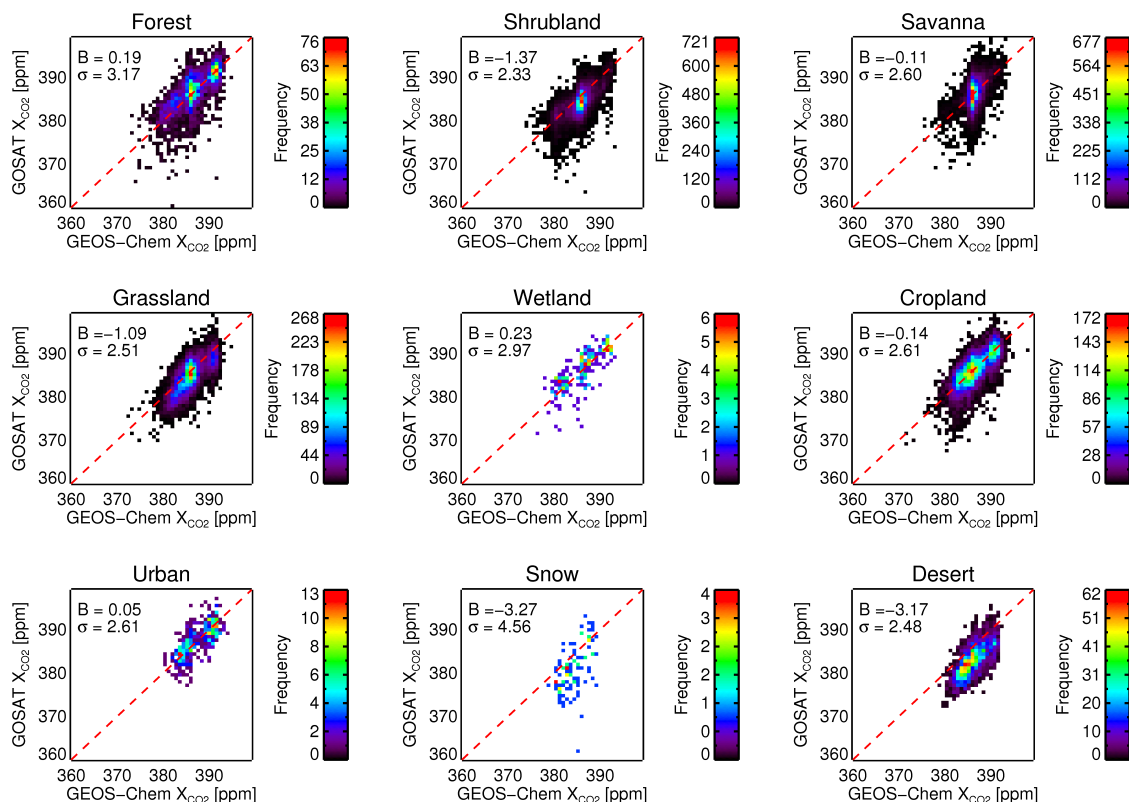 Forest
B = 0.19
σ = 3.17
390
380
370
360
360 370 380 390
GOSAT X_CO2 [ppm]
GEOS−Chem X_CO2 [ppm]
76
63
51
38
25
12
0
Frequency
Shrubland
B =−1.37
σ = 2.33
390
380
370
360
360 370 380 390
GOSAT X_CO2 [ppm]
GEOS−Chem X_CO2 [ppm]
721
600
480
360
240
120
0
Frequency
Savanna
B =−0.11
σ = 2.60
390
380
370
360
360 370 380 390
GOSAT X_CO2 [ppm]
GEOS−Chem X_CO2 [ppm]
677
564
451
338
225
112
0
Frequency
Grassland
B =−1.09
σ = 2.51
390
380
370
360
360 370 380 390
GOSAT X_CO2 [ppm]
GEOS−Chem X_CO2 [ppm]
268
223
178
134
89
44
0
Frequency
Wetland
B = 0.23
σ = 2.97
390
380
370
360
360 370 380 390
GOSAT X_CO2 [ppm]
GEOS−Chem X_CO2 [ppm]
6
5
4
3
2
1
0
Frequency
Cropland
B =−0.14
σ = 2.61
390
380
370
360
360 370 380 390
GOSAT X_CO2 [ppm]
GEOS−Chem X_CO2 [ppm]
172
143
114
86
57
28
0
Frequency
Urban
B = 0.05
σ = 2.61
390
380
370
360
360 370 380 390
GOSAT X_CO2 [ppm]
GEOS−Chem X_CO2 [ppm]
13
10
8
6
4
2
0
Frequency
Snow
B =−3.27
σ = 4.56
390
380
370
360
360 370 380 390
GOSAT X_CO2 [ppm]
GEOS−Chem X_CO2 [ppm]
4
3
2
2
1
0
0
Frequency
Desert
B =−3.17
σ = 2.48
390
380
370
360
360 370 380 390
GOSAT X_CO2 [ppm]
GEOS−Chem X_CO2 [ppm]
62
51
41
31
20
10
0
Frequency